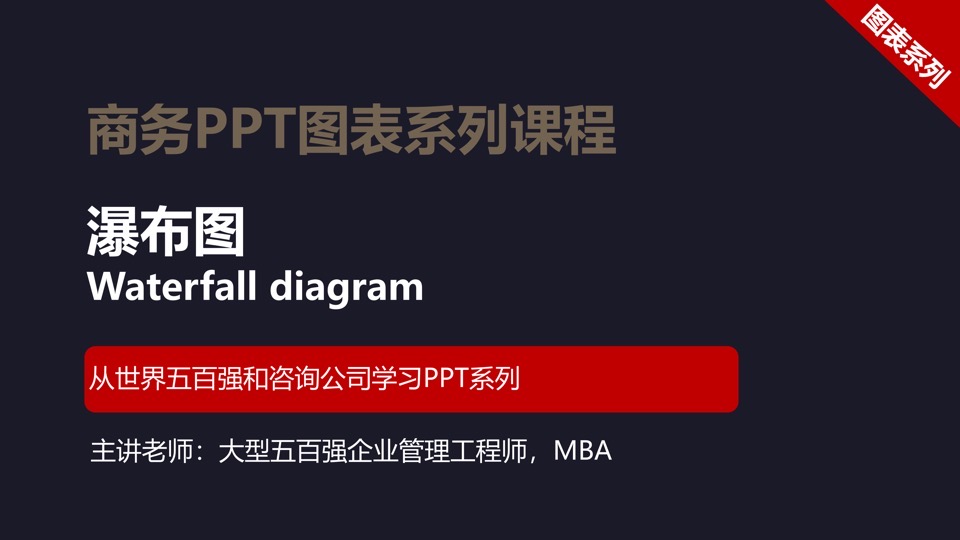 图表系列
商务PPT图表系列课程
瀑布图
Waterfall diagram
从世界五百强和咨询公司学习PPT系列
主讲老师：大型五百强企业管理工程师，MBA